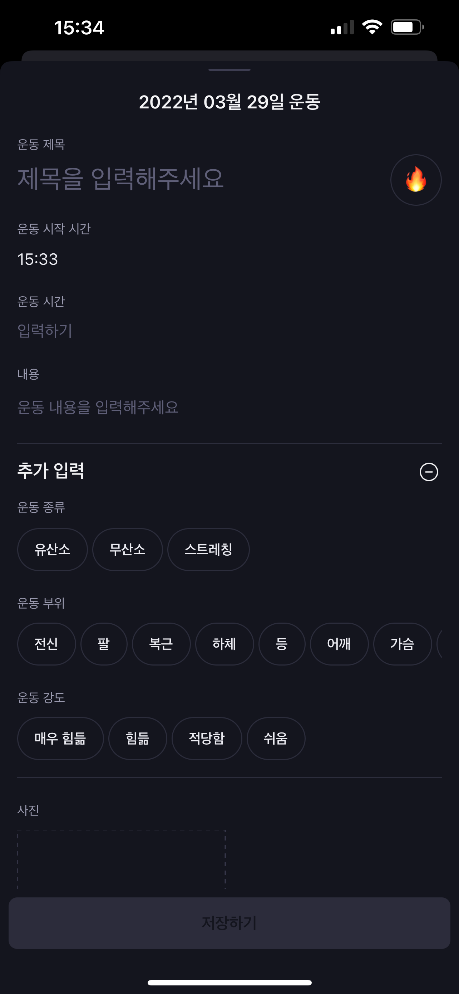 15:34
2022년 03월 29일 운동
운동 제목
제목을 입력해주세요
운동 시작 시간
15:33
운동 시간
입력하기
내용
운동 내용을 입력해주세요
추가 입력
운동 종류
유산소 무산소 스트레칭
운동 부위
전신 팔 복근 하체 등 어깨 가슴
운동 강도
매우 힘듦 힘듦 적당함 쉬움
사진
저장하기